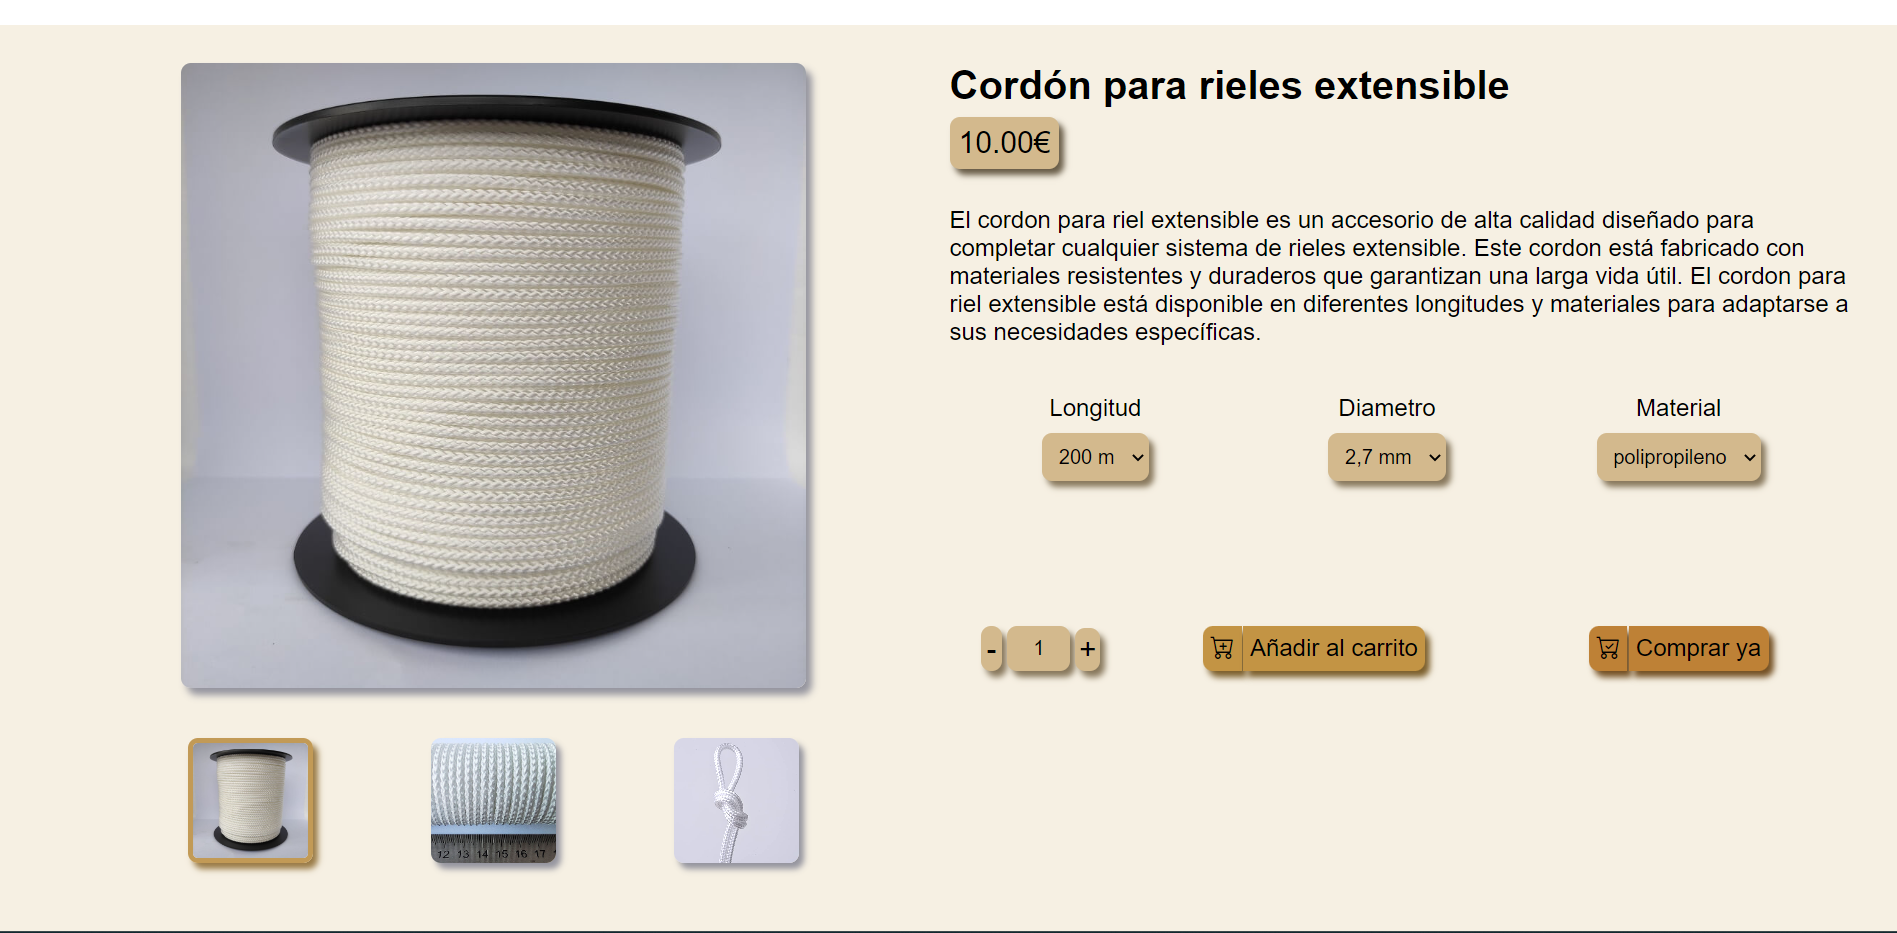 Cordón para rieles extensible
10.00€
El cordon para riel extensible es un accesorio de alta calidad diseñado para
completar cualquier sistema de rieles extensible. Este cordon está fabricado con
materiales resistentes y duraderos que garantizan una larga vida útil. El cordon para
riel extensible está disponible en diferentes longitudes y materiales para adaptarse a
sus necesidades específicas.
Longitud Diametro Material
200 m 2,7 mm polipropileno
- 1 + Añadir al carrito Comprar ya
12 13 14 15 16 17